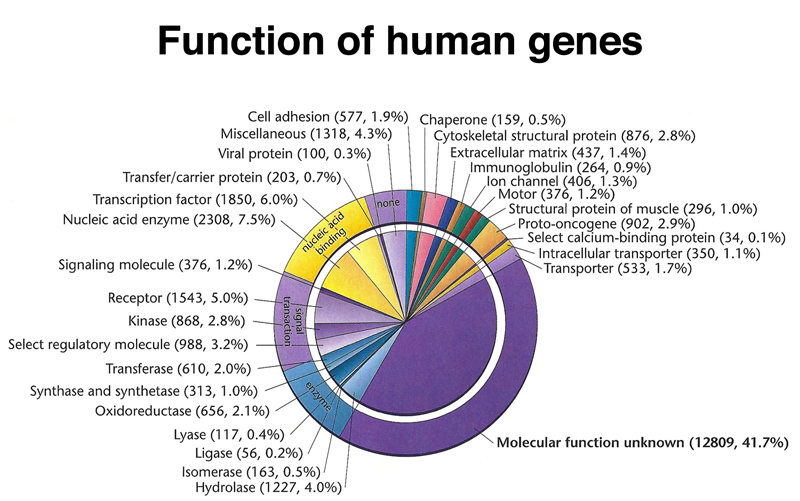 Function of human genes
Cell adhesion (577, 1.9%)
Miscellaneous (1318, 4.3%)
Viral protein (100, 0.3%)
Transfer/carrier protein (203, 0.7%)
Transcription factor (1850, 6.0%)
Nucleic acid enzyme (2308, 7.5%)
Signaling molecule (376, 1.2%)
Receptor (1543, 5.0%)
Kinase (868, 2.8%)
Select regulatory molecule (988, 3.2%)
Transferase (610, 2.0%)
Synthase and synthetase (313, 1.0%)
Oxidoreductase (656, 2.1%)
Lyase (117, 0.4%)
Ligase (56, 0.2%)
Isomerase (163, 0.5%)
Hydrolase (1227, 4.0%)
Chaperone (159, 0.5%)
Cytoskeletal structural protein (876, 2.8%)
Extracellular matrix (437, 1.4%)
Immunoglobulin (264, 0.9%)
Ion channel (406, 1.3%)
Motor (376, 1.2%)
Structural protein of muscle (296, 1.0%)
Proto-oncogene (902, 2.9%)
Select calcium-binding protein (34, 0.1%)
Intracellular transporter (350, 1.1%)
Transporter (533, 1.7%)
Molecular function unknown (12809, 41.7%)
none
nucleic acid
binding
signal
transaction
enzyme